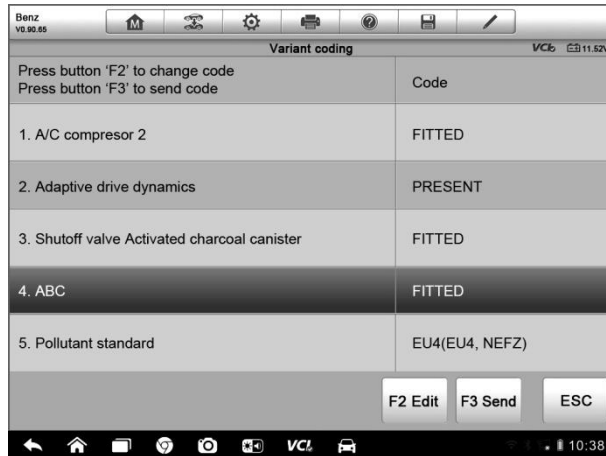 Benz
V0.90.65
Variant coding
VCI 11.52V
Press button ‘F2’ to change code
Press button ‘F3’ to send code
Code
1. A/C compresor 2
FITTED
2. Adaptive drive dynamics
PRESENT
3. Shutoff valve Activated charcoal canister
FITTED
4. ABC
FITTED
5. Pollutant standard
EU4(EU4, NEFZ)
F2 Edit
F3 Send
ESC
VCI
10:38